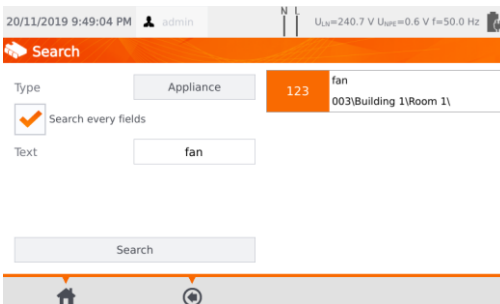 20/11/2019 9:49:04 PM admin N L ULN=240.7 V UNPE=0.6 V f=50.0 Hz
Search
Type Appliance
Search every fields
Text fan
Search
123
fan
003\Building 1\Room 1\